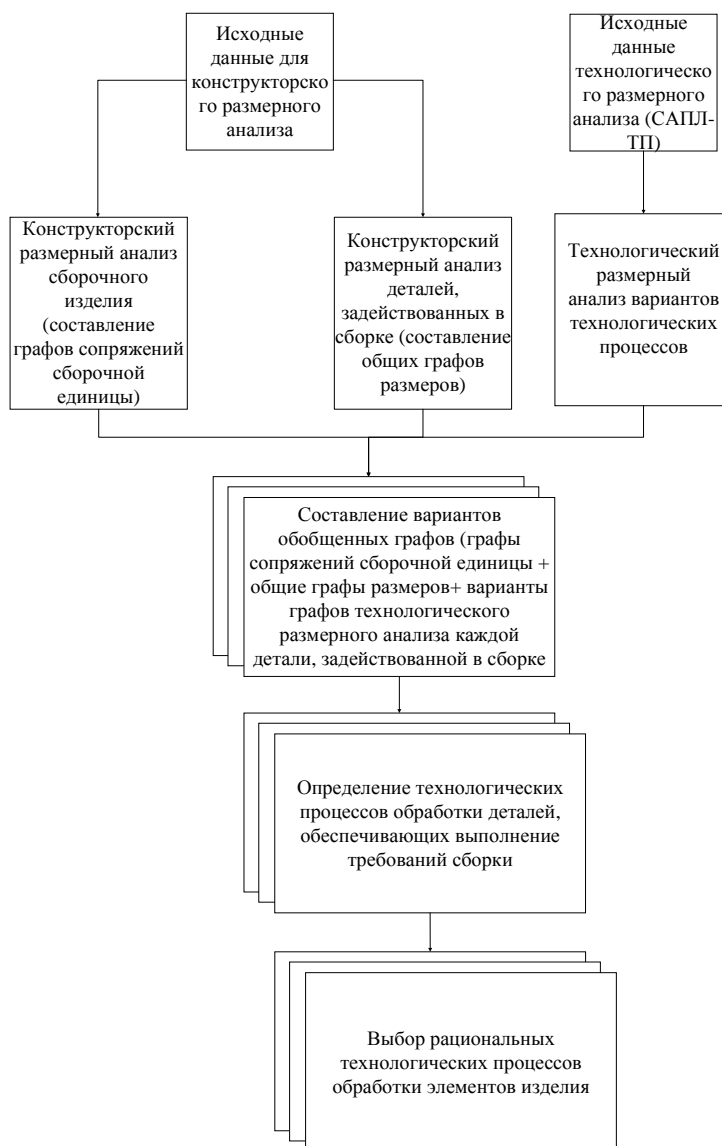 Исходные
данные для
конструкторско
го размерного
анализа
Исходные
данные
технологическо
го размерного
анализа (САПЛ-
ТП)
Конструкторский
размерный анализ
сборочного
изделия
(составление
графов сопряжений
сборочной
единицы)
Конструкторский
размерный анализ
деталей,
задействованных в
сборке (составление
общих графов
размеров)
Технологический
размерный
анализ вариантов
технологических
процессов
Составление вариантов
обобщенных графов (графы
сопряжений сборочной единицы +
общие графы размеров+ варианты
графов технологического
размерного анализа каждой
детали, задействованной в сборке
Определение технологических
процессов обработки деталей,
обеспечивающих выполнение
требований сборки
Выбор рациональных
технологических процессов
обработки элементов изделия